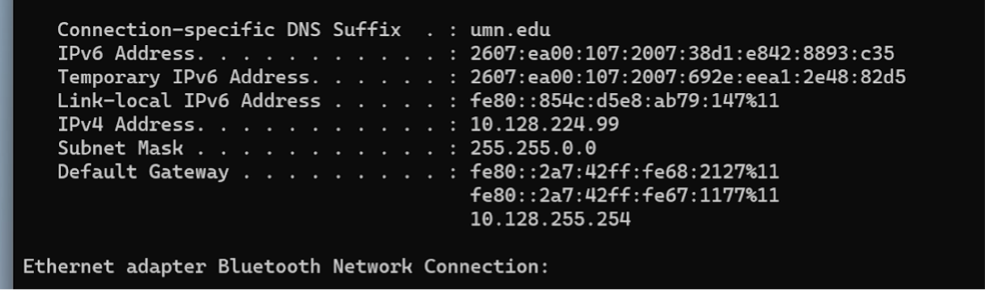 Connection-specific DNS Suffix  . : umn.edu
IPv6 Address. . . . . . . . . . . : 2607:ea00:107:2007:38d1:e842:8893:c35
Temporary IPv6 Address. . . . . . : 2607:ea00:107:2007:692e:eea1:2e48:82d5
Link-local IPv6 Address . . . . . : fe80::854c:d5e8:ab79:147%11
IPv4 Address. . . . . . . . . . . : 10.128.224.99
Subnet Mask . . . . . . . . . . . : 255.255.0.0
Default Gateway . . . . . . . . . : fe80::2a7:42ff:fe68:2127%11
fe80::2a7:42ff:fe67:1177%11
10.128.255.254
Ethernet adapter Bluetooth Network Connection: